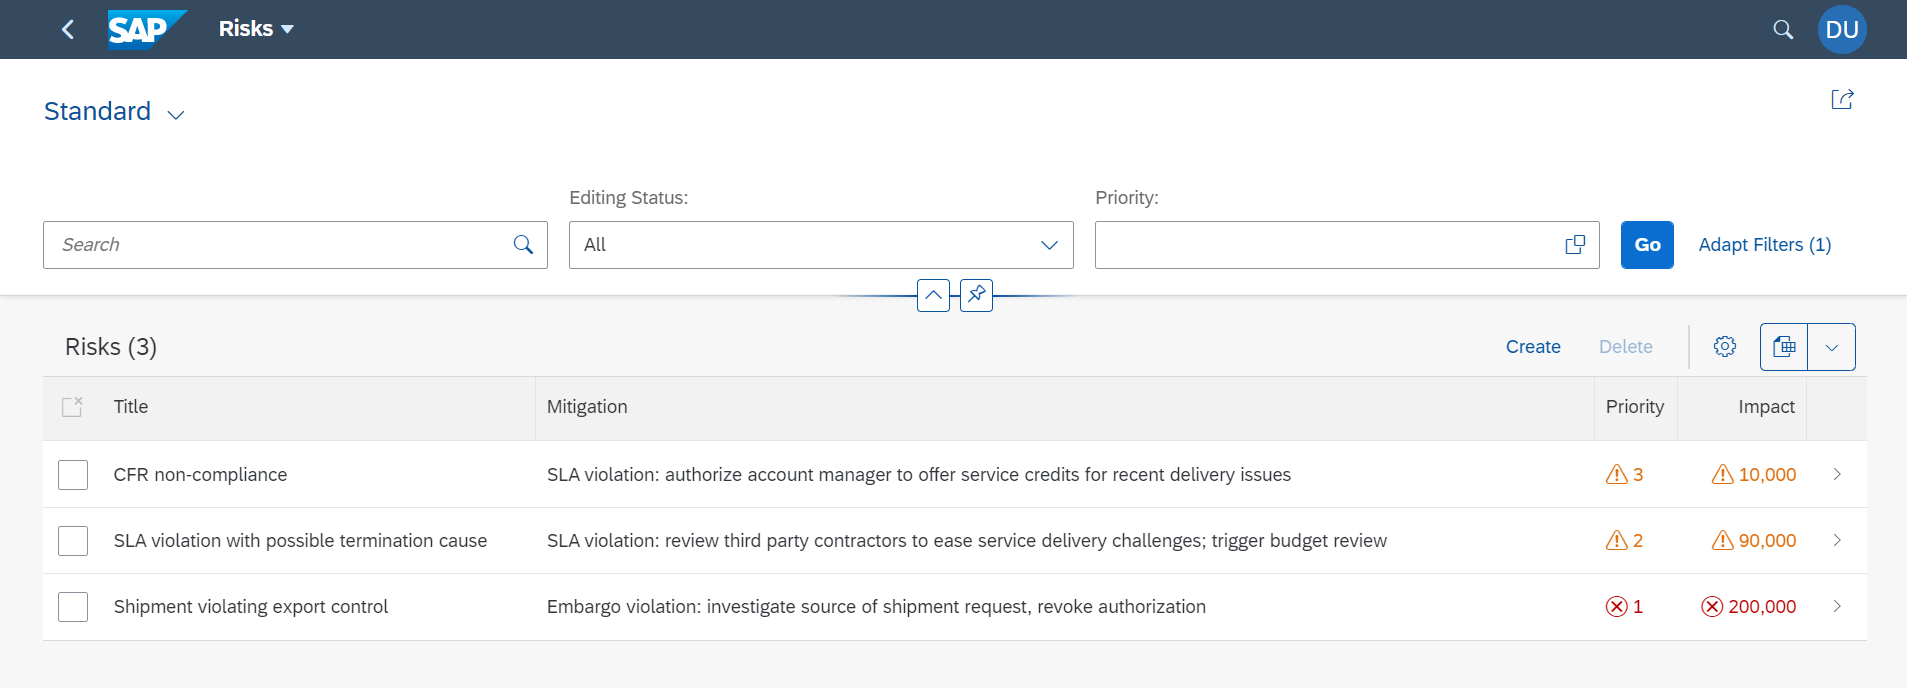 SAP Risks DU
Standard
Editing Status: Priority:
Search All Go Adapt Filters (1)
Risks (3) Create Delete
Title Mitigation Priority Impact
CFR non-compliance SLA violation: authorize account manager to offer service credits for recent delivery issues 3 10,000
SLA violation with possible termination cause SLA violation: review third party contractors to ease service delivery challenges; trigger budget review 2 90,000
Shipment violating export control Embargo violation: investigate source of shipment request, revoke authorization 1 200,000